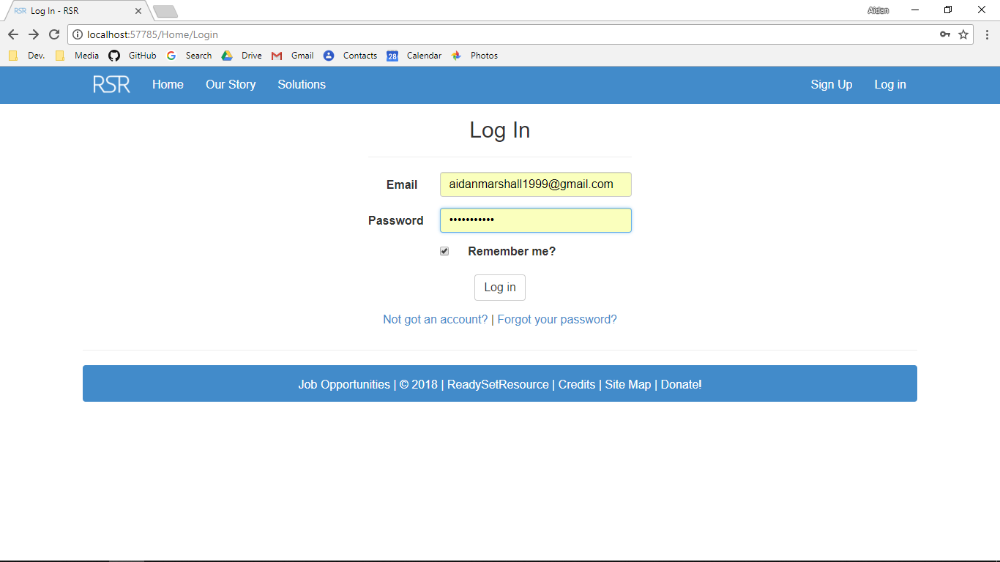 RSR Log In - RSR Aidan
localhost:57785/Home/Login
Dev. Media GitHub Search Drive Gmail Contacts 28 Calendar Photos
RSR Home Our Story Solutions Sign Up Log in
Log In
Email aidanmarshall1999@gmail.com
Password •••••••••••
Remember me?
Log in
Not got an account? | Forgot your password?
Job Opportunities | © 2018 | ReadySetResource | Credits | Site Map | Donate!